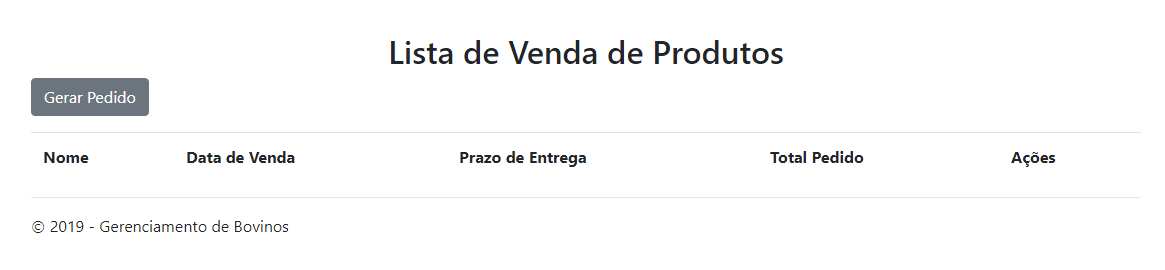 Lista de Venda de Produtos
Gerar Pedido
Nome Data de Venda Prazo de Entrega Total Pedido Ações
© 2019 - Gerenciamento de Bovinos